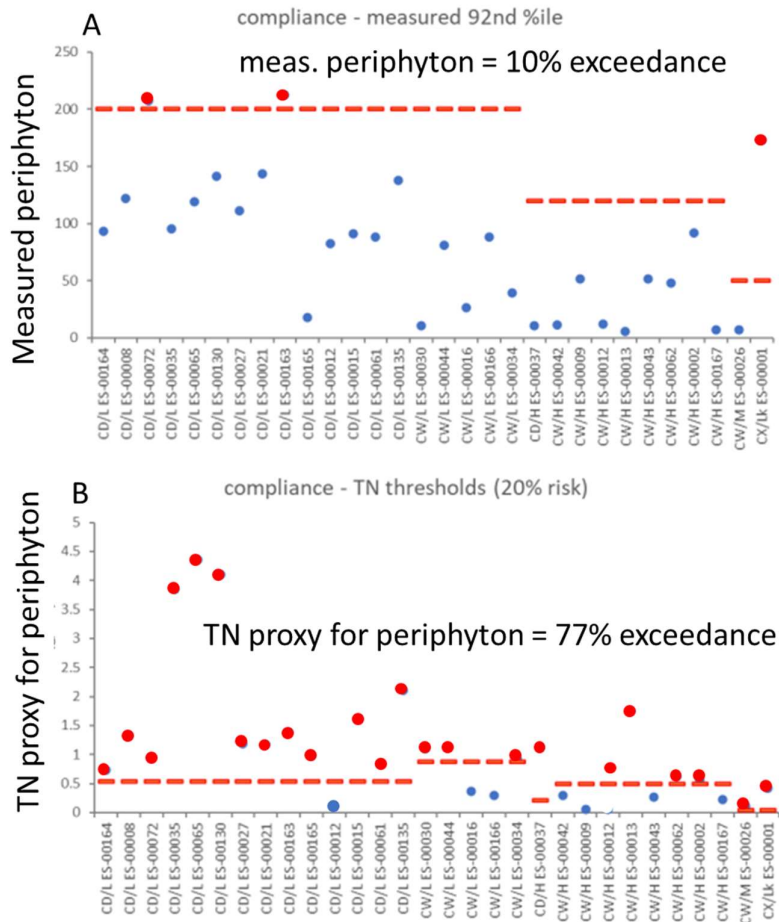 compliance - measured 92nd %ile
A
meas. periphyton = 10% exceedance
Measured periphyton
250
200
150
100
50
0
CD/L ES-00164
CD/L ES-00008
CD/L ES-00072
CD/L ES-00035
CD/L ES-00065
CD/L ES-00130
CD/L ES-00027
CD/L ES-00021
CD/L ES-00163
CD/L ES-00165
CD/L ES-00012
CD/L ES-00015
CD/L ES-00061
CD/L ES-00135
CW/L ES-00030
CW/L ES-00044
CW/L ES-00016
CW/L ES-00166
CW/L ES-00034
CD/H ES-00037
CW/H ES-00042
CW/H ES-00009
CW/H ES-00012
CW/H ES-00013
CW/H ES-00043
CW/H ES-00062
CW/H ES-00002
CW/H ES-00167
CW/M ES-00026
CX/Lk ES-00001
B
compliance - TN thresholds (20% risk)
TN proxy for periphyton = 77% exceedance
TN proxy for periphyton
5
4.5
4
3.5
3
2.5
2
1.5
1
0.5
0
CD/L ES-00164
CD/L ES-00008
CD/L ES-00072
CD/L ES-00035
CD/L ES-00065
CD/L ES-00130
CD/L ES-00027
CD/L ES-00021
CD/L ES-00163
CD/L ES-00165
CD/L ES-00012
CD/L ES-00015
CD/L ES-00061
CD/L ES-00135
CW/L ES-00030
CW/L ES-00044
CW/L ES-00016
CW/L ES-00166
CW/L ES-00034
CD/H ES-00037
CW/H ES-00042
CW/H ES-00009
CW/H ES-00012
CW/H ES-00013
CW/H ES-00043
CW/H ES-00062
CW/H ES-00002
CW/H ES-00167
CW/M ES-00026
CX/Lk ES-00001